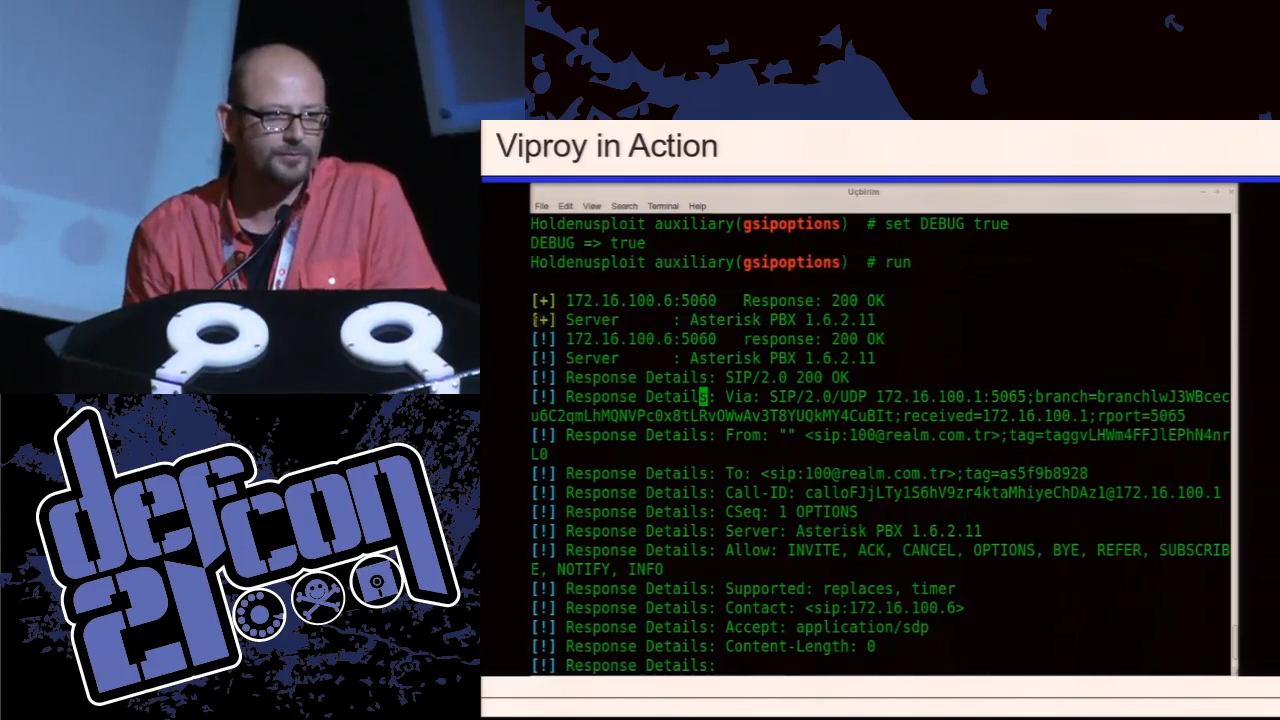 Viproy in Action
Uçbirim
File Edit View Search Terminal Help
Holdenusploit auxiliary(gsipoptions) # set DEBUG true
DEBUG => true
Holdenusploit auxiliary(gsipoptions) # run
[+] 172.16.100.6:5060 Response: 200 OK
[+] Server : Asterisk PBX 1.6.2.11
[!] 172.16.100.6:5060 response: 200 OK
[!] Server : Asterisk PBX 1.6.2.11
[!] Response Details: SIP/2.0 200 OK
[!] Response Details: Via: SIP/2.0/UDP 172.16.100.1:5065;branch=branchlwJ3WBcec
u6C2qmLhMQNVPc0x8tLRvOWwAv3T8YUQkMY4CuBIt;received=172.16.100.1;rport=5065
[!] Response Details: From: "" <sip:100@realm.com.tr>;tag=taggvLHWm4FFJlEPhN4nr
L0
[!] Response Details: To: <sip:100@realm.com.tr>;tag=as5f9b8928
[!] Response Details: Call-ID: calloFJjLTy1S6hV9zr4ktaMhiyeChDAz1@172.16.100.1
[!] Response Details: CSeq: 1 OPTIONS
[!] Response Details: Server: Asterisk PBX 1.6.2.11
[!] Response Details: Allow: INVITE, ACK, CANCEL, OPTIONS, BYE, REFER, SUBSCRIB
E, NOTIFY, INFO
[!] Response Details: Supported: replaces, timer
[!] Response Details: Contact: <sip:172.16.100.6>
[!] Response Details: Accept: application/sdp
[!] Response Details: Content-Length: 0
[!] Response Details:
defcon
21